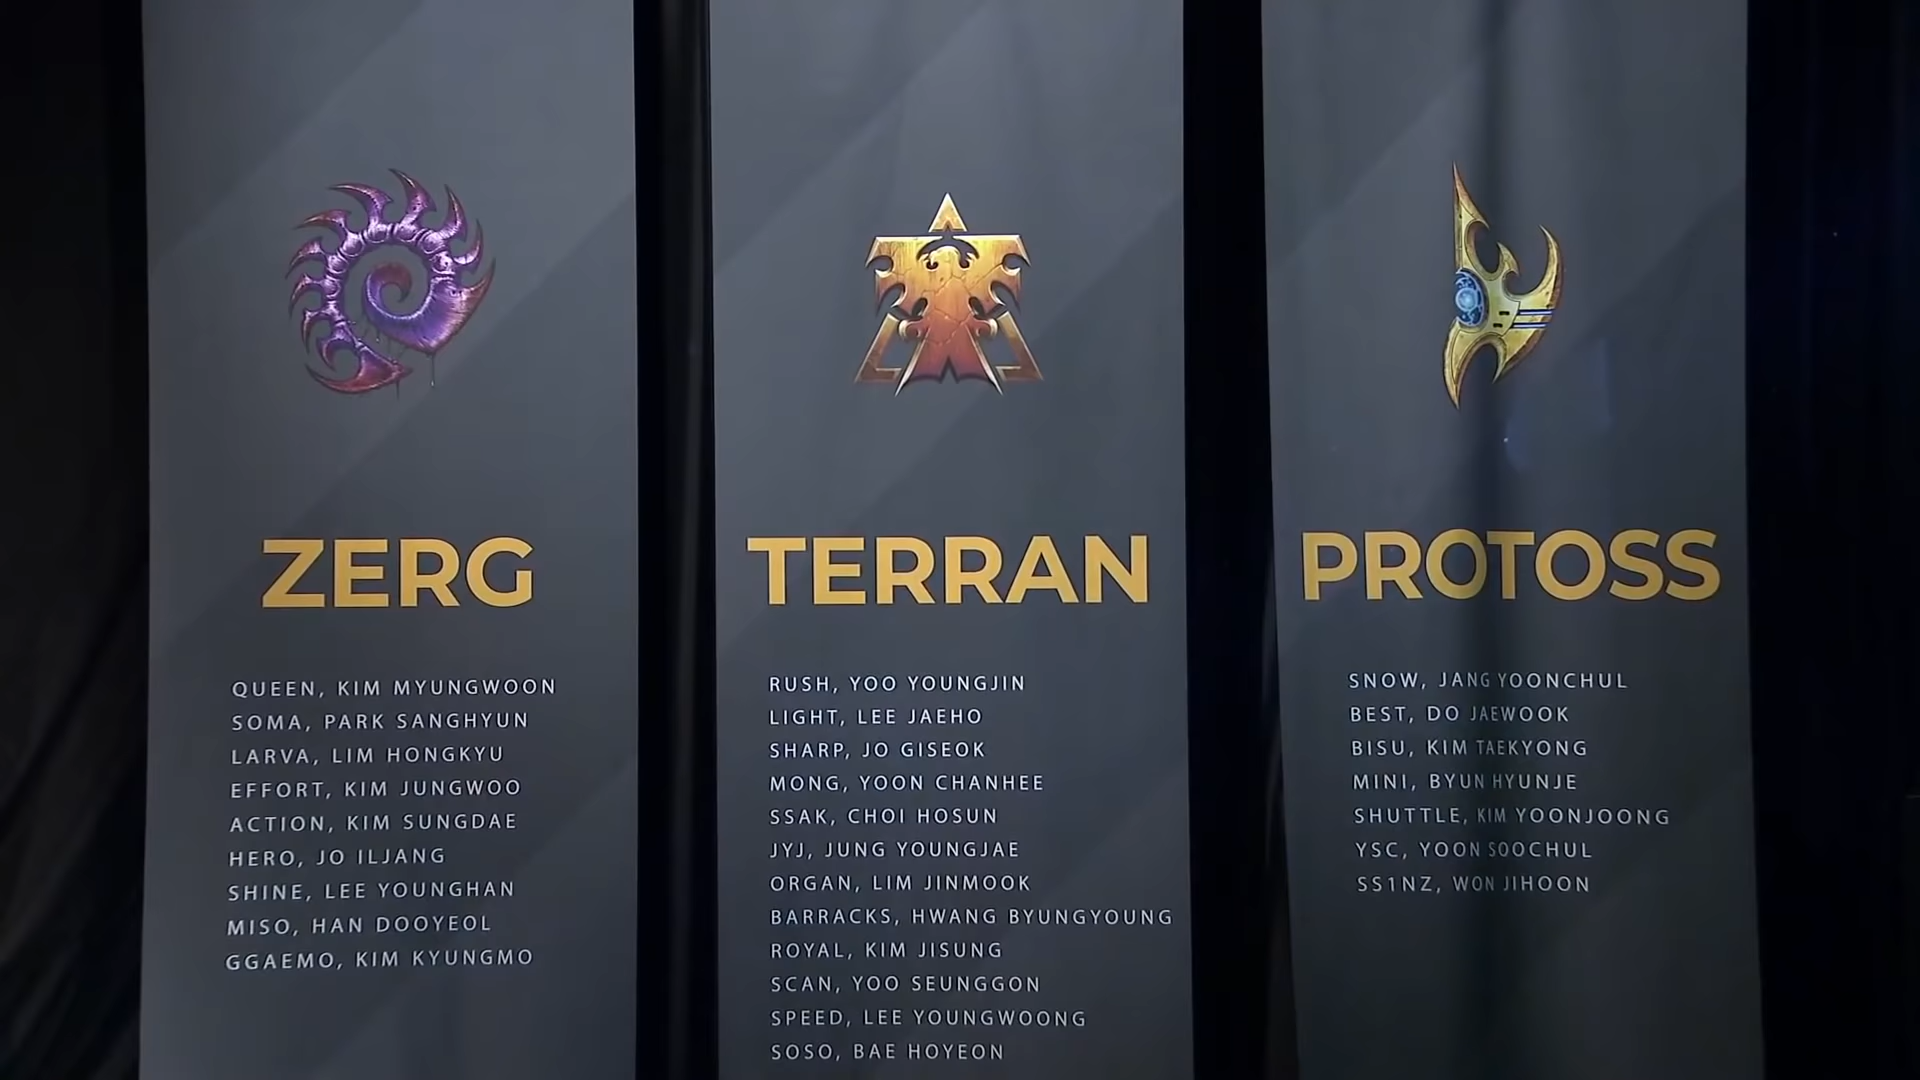 ZERG
QUEEN, KIM MYUNGWOON
SOMA, PARK SANGHYUN
LARVA, LIM HONGKYU
EFFORT, KIM JUNGWOO
ACTION, KIM SUNGDAE
HERO, JO ILJANG
SHINE, LEE YOUNGHAN
MISO, HAN DOOYEOL
GGAEMO, KIM KYUNGMO
TERRAN
RUSH, YOO YOUNGJIN
LIGHT, LEE JAEHO
SHARP, JO GISEOK
MONG, YOON CHANHEE
SSAK, CHOI HOSUN
JYJ, JUNG YOUNGJAE
ORGAN, LIM JINMOOK
BARRACKS, HWANG BYUNGYOUNG
ROYAL, KIM JISUNG
SCAN, YOO SEUNGGON
SPEED, LEE YOUNGWOONG
SOSO, BAE HOYEON
PROTOSS
SNOW, JANG YOONCHUL
BEST, DO JAEWOOK
BISU, KIM TAEKYONG
MINI, BYUN HYUNJE
SHUTTLE, KIM YOONJOONG
YSC, YOON SOOCHUL
SS1NZ, WON JIHOON